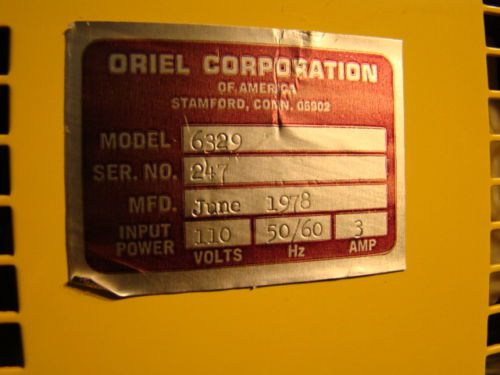 ORIEL CORPORATION
OF AMERICA
STAMFORD, CONN. 06902
MODEL 6329
SER. NO. 247
MFD. June 1978
INPUT POWER 110 VOLTS 50/60 Hz 3 AMP